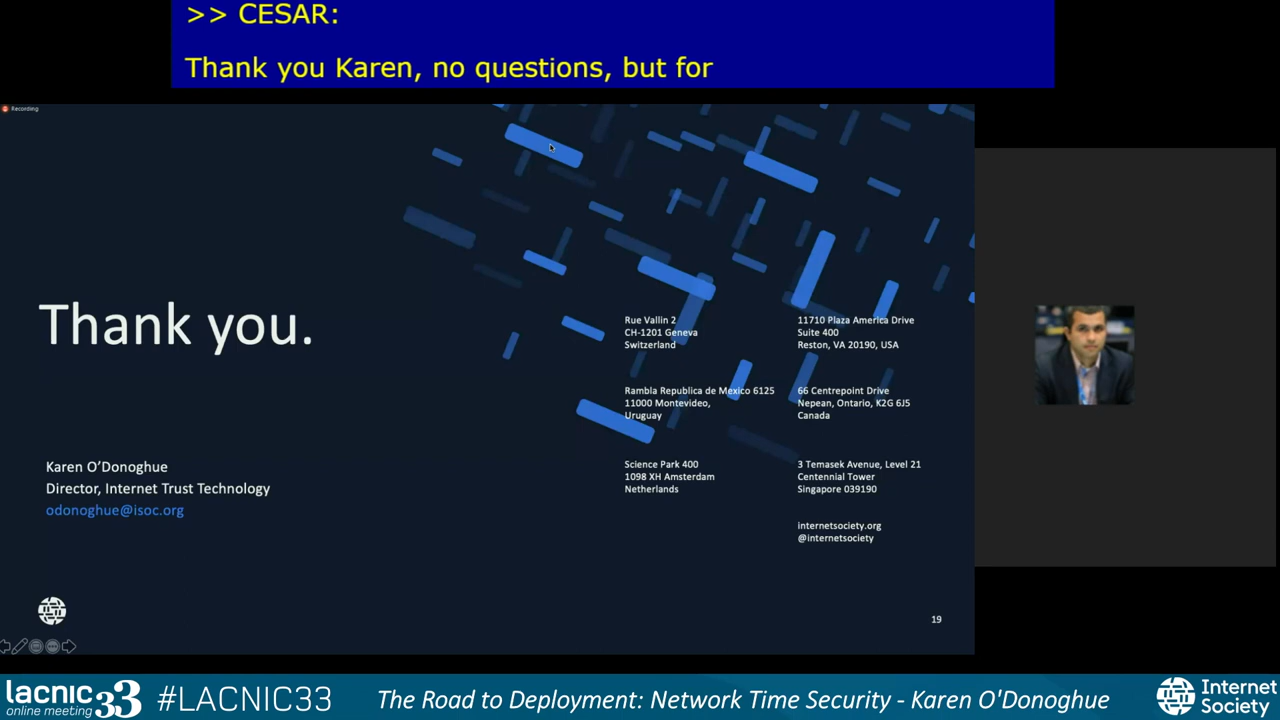 >> CESAR:
Thank you Karen, no questions, but for
Recording
Thank you.
Rue Vallin 2
CH-1201 Geneva
Switzerland
11710 Plaza America Drive
Suite 400
Reston, VA 20190, USA
Rambla Republica de Mexico 6125
11000 Montevideo,
Uruguay
66 Centrepoint Drive
Nepean, Ontario, K2G 6J5
Canada
Science Park 400
1098 XH Amsterdam
Netherlands
3 Temasek Avenue, Level 21
Centennial Tower
Singapore 039190
internetsociety.org
@internetsociety
Karen O’Donoghue
Director, Internet Trust Technology
odonoghue@isoc.org
19
lacnic 33
online meeting
#LACNIC33
The Road to Deployment: Network Time Security - Karen O'Donoghue
Internet
Society